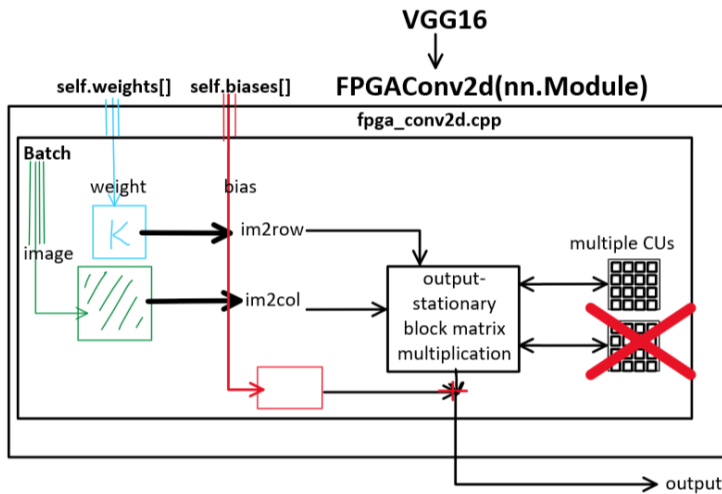 VGG16
self.weights[]
self.biases[]
FPGAConv2d(nn.Module)
fpga_conv2d.cpp
Batch
weight
bias
K
im2row
image
multiple CUs
im2col
output-
stationary
block matrix
multiplication
output